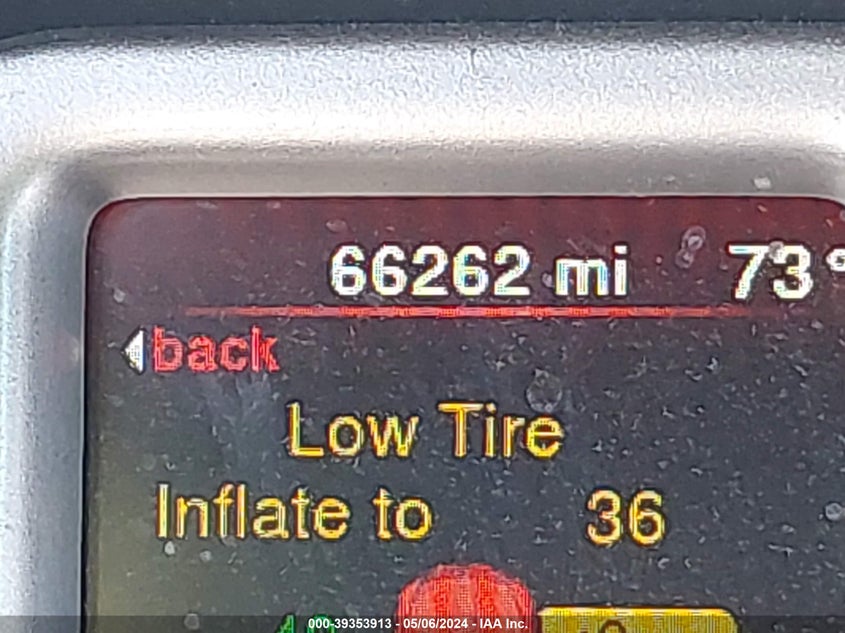 66262 mi 73°
back
Low Tire
Inflate to 36
000-39353913 - 05/06/2024 - IAA Inc.